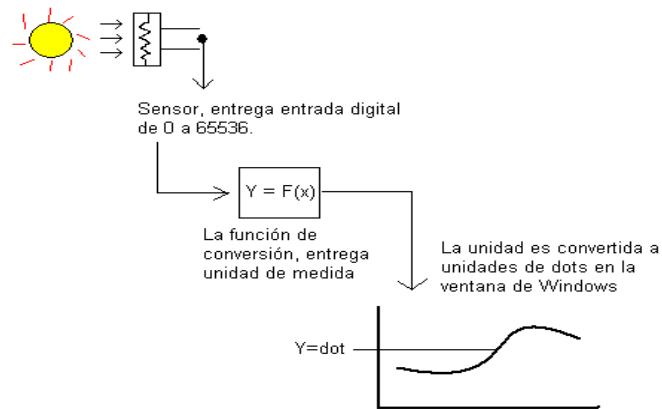 Sensor, entrega entrada digital
de 0 a 65536.
Y = F(x)
La función de
conversión, entrega
unidad de medida
La unidad es convertida a
unidades de dots en la
ventana de Windows
Y=dot